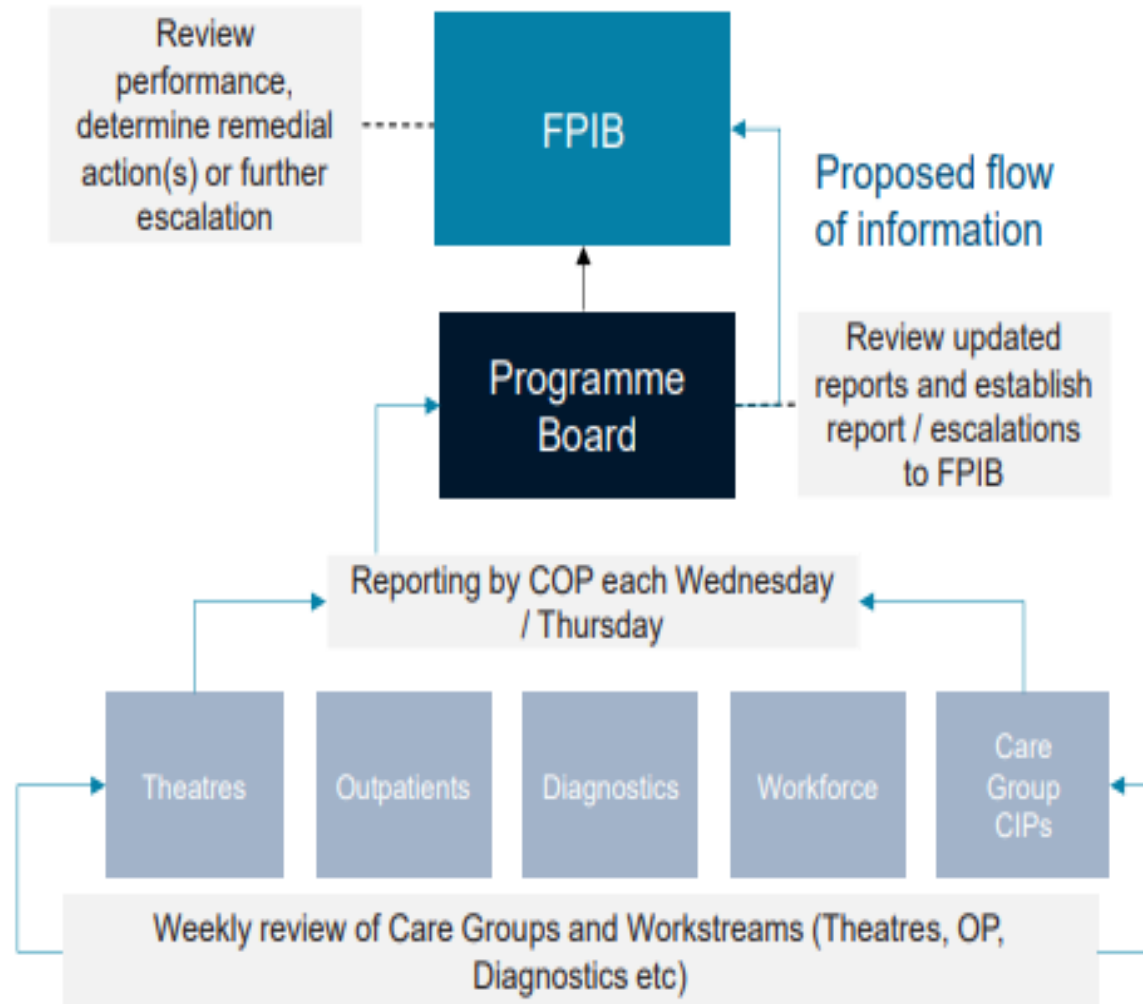 Review
performance,
determine remedial
action(s) or further
escalation
FPIB
Proposed flow
of information
Programme
Board
Review updated
reports and establish
report / escalations
to FPIB
Reporting by COP each Wednesday
/ Thursday
Theatres
Outpatients
Diagnostics
Workforce
Care
Group
CIPs
Weekly review of Care Groups and Workstreams (Theatres, OP,
Diagnostics etc)